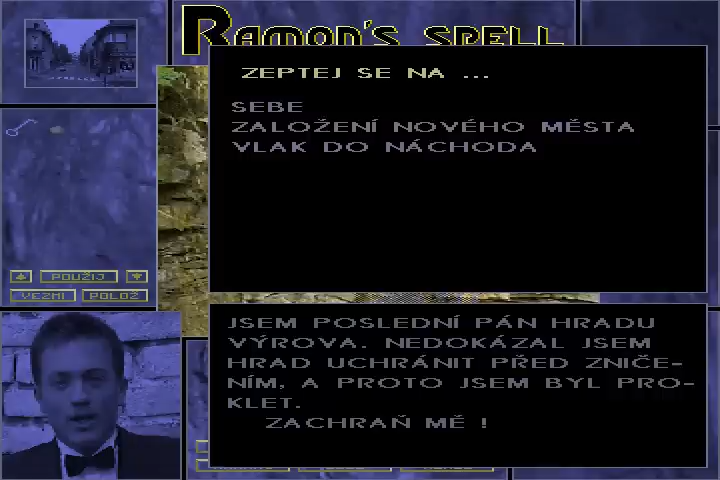 RAMON'S SPELL
ZEPTEJ SE NA ...
SEBE
ZALOŽENÍ NOVÉHO MĚSTA
VLAK DO NÁCHODA
POUŽIJ
VEZMI POLOŽ
JSEM POSLEDNÍ PÁN HRADU
VÝROVA. NEDOKÁZAL JSEM
HRAD UCHRÁNIT PŘED ZNIČE-
NÍM, A PROTO JSEM BYL PRO-
KLET.
ZACHRAŇ MĚ !